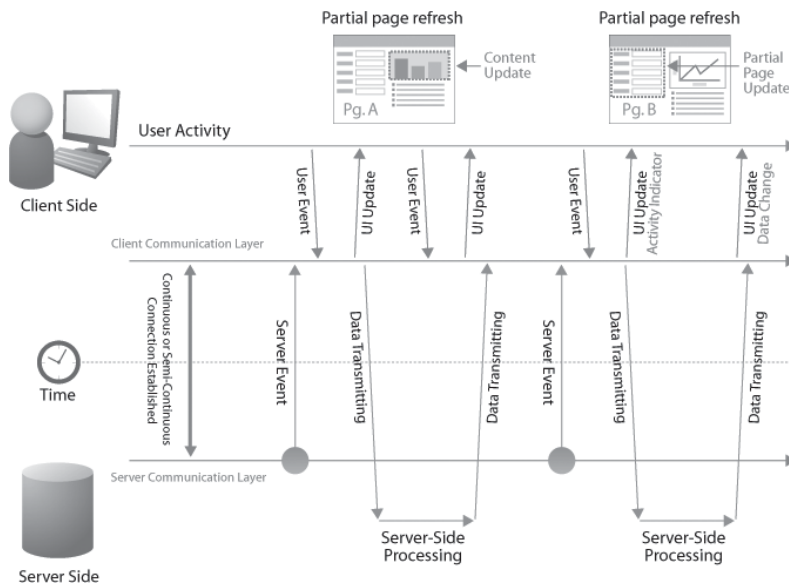 Partial page refresh
Partial page refresh
Content
Update
Pg. A
Partial
Page
Update
Pg. B
User Activity
Client Side
User Event
UI Update
User Event
UI Update
User Event
UI Update
Activity Indicator
UI Update
Data Change
Client Communication Layer
Continuous or Semi-Continuous
Connection Established
Server Event
Data Transmitting
Data Transmitting
Server Event
Data Transmitting
Data Transmitting
Time
Server Communication Layer
Server-Side
Processing
Server-Side
Processing
Server Side